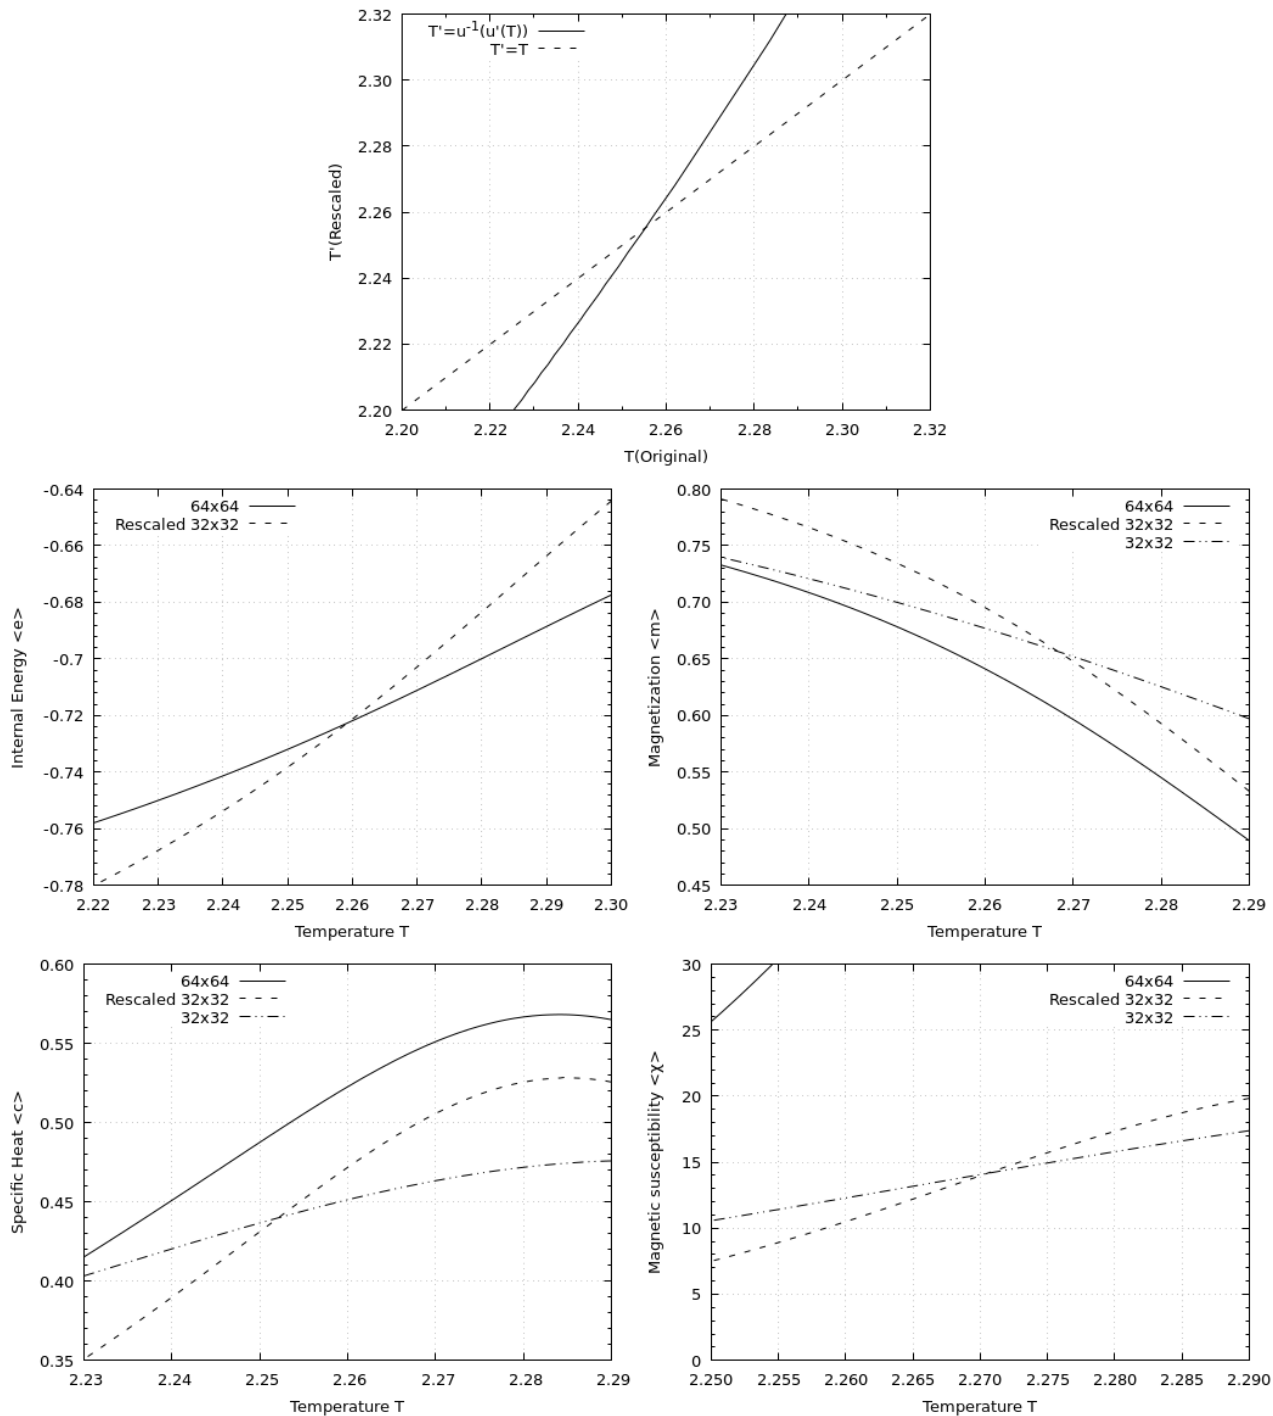 2.32
2.30
2.28
2.26
2.24
2.22
2.20
T'(Rescaled)
T'=u-1(u'(T))
T'=T
2.20 2.22 2.24 2.26 2.28 2.30 2.32
T(Original)
-0.64
-0.66
-0.68
-0.7
-0.72
-0.74
-0.76
-0.78
Internal Energy <e>
64x64
Rescaled 32x32
2.22 2.23 2.24 2.25 2.26 2.27 2.28 2.29 2.30
Temperature T
0.80
0.75
0.70
0.65
0.60
0.55
0.50
0.45
Magnetization <m>
64x64
Rescaled 32x32
32x32
2.23 2.24 2.25 2.26 2.27 2.28 2.29
Temperature T
0.60
0.55
0.50
0.45
0.40
0.35
Specific Heat <c>
64x64
Rescaled 32x32
32x32
2.23 2.24 2.25 2.26 2.27 2.28 2.29
Temperature T
30
25
20
15
10
5
0
Magnetic susceptibility <χ>
64x64
Rescaled 32x32
32x32
2.250 2.255 2.260 2.265 2.270 2.275 2.280 2.285 2.290
Temperature T